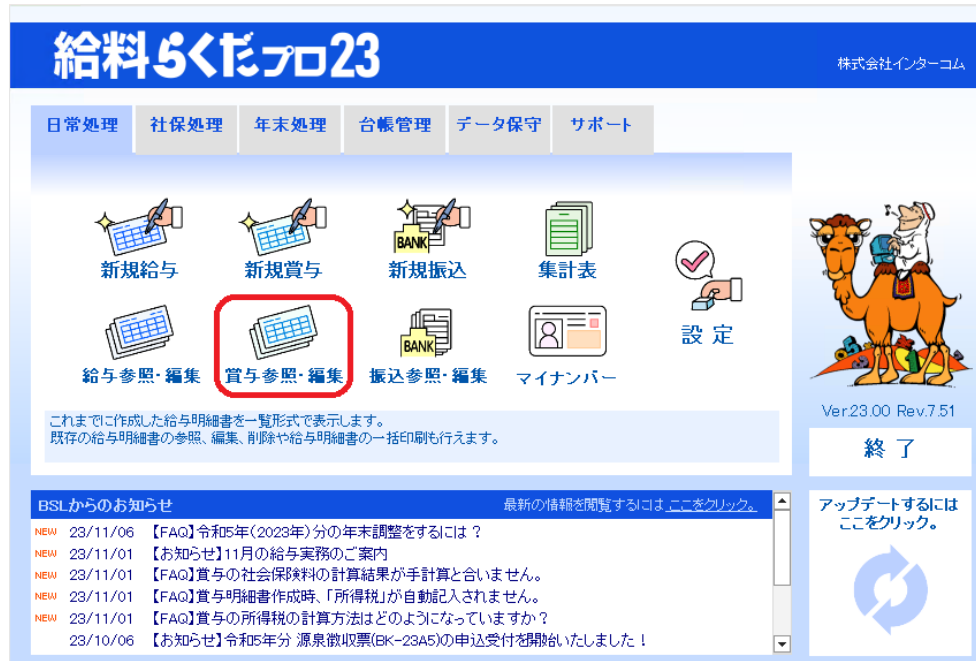 給料らくだプロ23
株式会社インターコム
日常処理 社保処理 年末処理 台帳管理 データ保守 サポート
新規給与 新規賞与 新規振込 集計表
BANK
設定
給与参照・編集 賞与参照・編集 振込参照・編集 マイナンバー
BANK
これまでに作成した給与明細書を一覧形式で表示します。
既存の給与明細書の参照、編集、削除や給与明細書の一括印刷も行えます。
Ver.23.00 Rev.7.51
終了
BSLからのお知らせ 最新の情報を閲覧するには ここをクリック。
NEW 23/11/06 【FAQ】令和5年(2023年)分の年末調整をするには？
NEW 23/11/01 【お知らせ】11月の給与実務のご案内
NEW 23/11/01 【FAQ】賞与の社会保険料の計算結果が手計算と合いません。
NEW 23/11/01 【FAQ】賞与明細書作成時、「所得税」が自動記入されません。
NEW 23/11/01 【FAQ】賞与の所得税の計算方法はどのようになっていますか？
23/10/06 【お知らせ】令和5年分 源泉徴収票(BK-23A5)の申込受付を開始いたしました！
アップデートするには
ここをクリック。